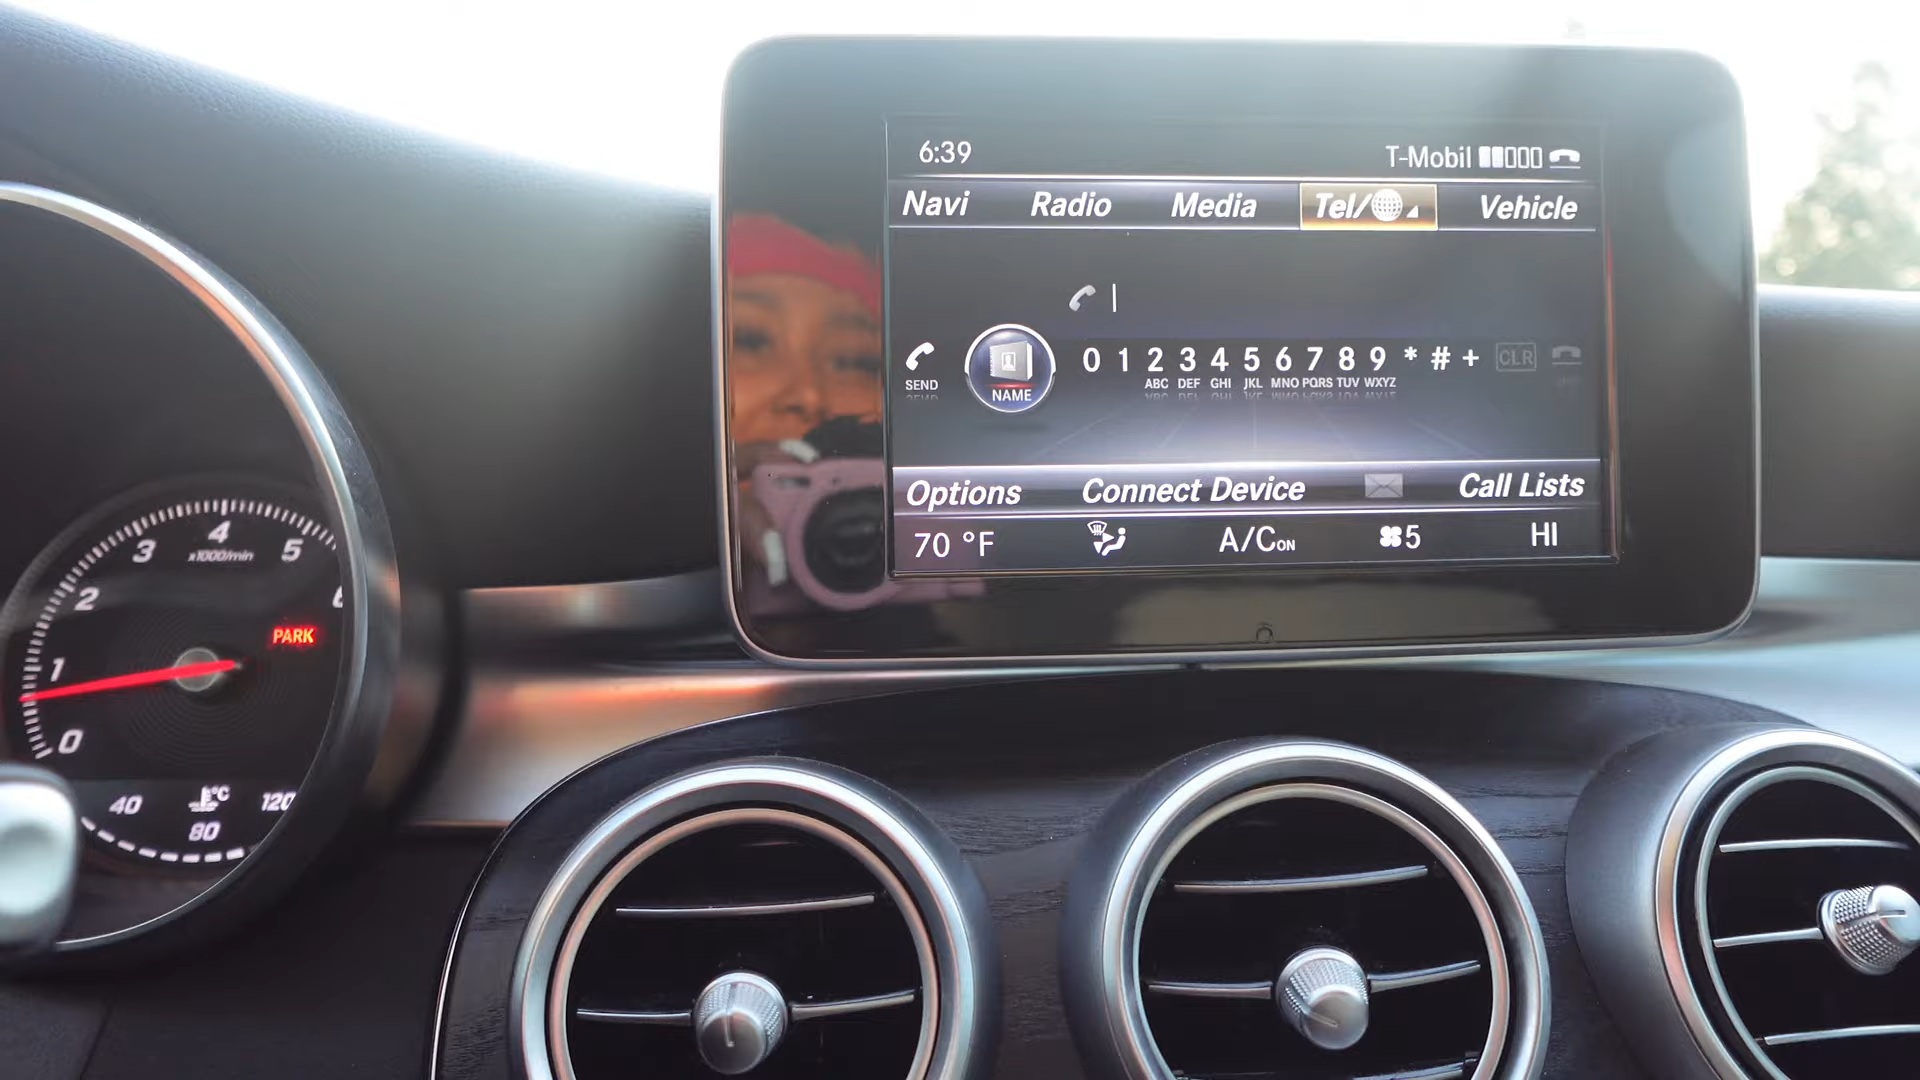 6:39 T-Mobil
Navi Radio Media Tel/ Vehicle
SEND NAME 0 1 2 3 4 5 6 7 8 9 * # + CLR
ABC DEF GHI JKL MNO PQRS TUV WXYZ
Options Connect Device Call Lists
70 °F A/C ON 5 HI
0 1 2 3 4 5 6
x1000/min
PARK
°C
40 80 120